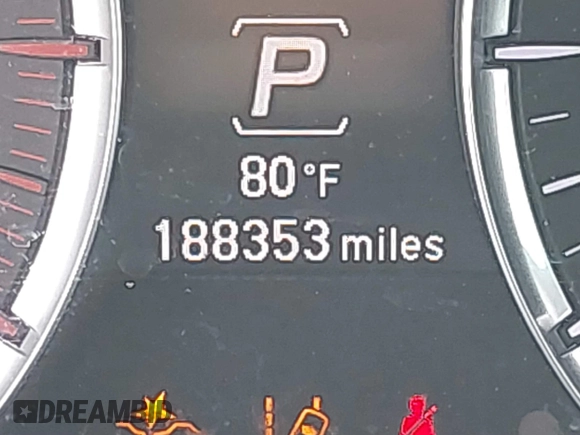 P
80°F
188353 miles
DREAMBID